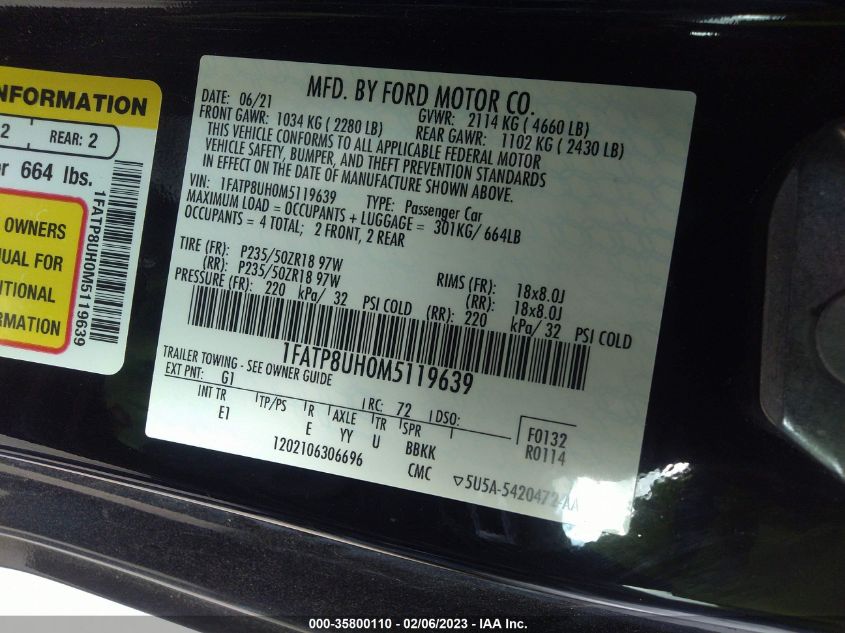 NFORMATION
2 REAR: 2
r 664 lbs.
OWNERS
NUAL FOR
ITIONAL
RMATION
1FATP8UH0M5119639
MFD. BY FORD MOTOR CO.
DATE: 06/21 GVWR: 2114 KG ( 4660 LB)
FRONT GAWR: 1034 KG ( 2280 LB) REAR GAWR: 1102 KG ( 2430 LB)
THIS VEHICLE CONFORMS TO ALL APPLICABLE FEDERAL MOTOR
VEHICLE SAFETY, BUMPER, AND THEFT PREVENTION STANDARDS
IN EFFECT ON THE DATE OF MANUFACTURE SHOWN ABOVE.
VIN: 1FATP8UH0M5119639 TYPE: Passenger Car
MAXIMUM LOAD = OCCUPANTS + LUGGAGE = 301KG/ 664LB
OCCUPANTS = 4 TOTAL; 2 FRONT, 2 REAR
TIRE (FR): P235/50ZR18 97W RIMS (FR): 18x8.0J
(RR): P235/50ZR18 97W (RR): 18x8.0J
PRESSURE (FR): 220 kPa/ 32 PSI COLD (RR): 220 kPa/ 32 PSI COLD
1FATP8UH0M5119639
TRAILER TOWING - SEE OWNER GUIDE
EXT PNT: G1 RC: 72 DSO:
INT TR TP/PS R AXLE TR SPR F0132
E1 E YY U BBKK R0114
1202106306696 CMC ▽5U5A-5420472-AA
000-35800110 - 02/06/2023 - IAA Inc.